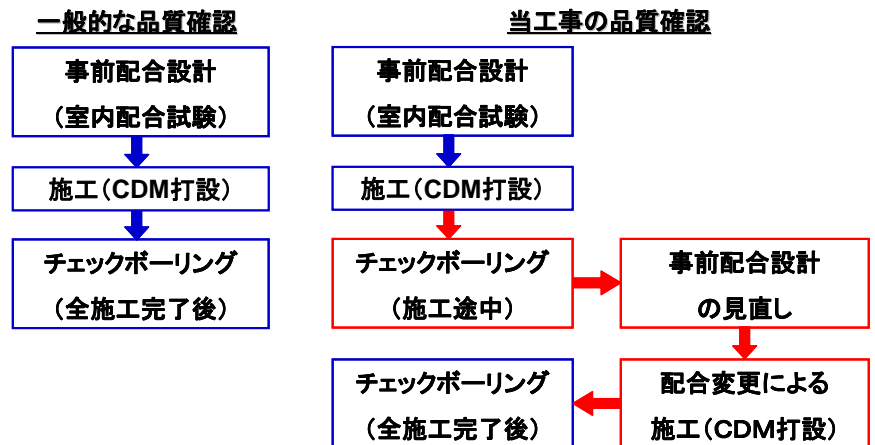 一般的な品質確認
事前配合設計
（室内配合試験）
施工（CDM打設）
チェックボーリング
（全施工完了後）
当工事の品質確認
事前配合設計
（室内配合試験）
施工（CDM打設）
チェックボーリング
（施工途中）
事前配合設計
の見直し
配合変更による
施工（ＣＤＭ打設）
チェックボーリング
（全施工完了後）